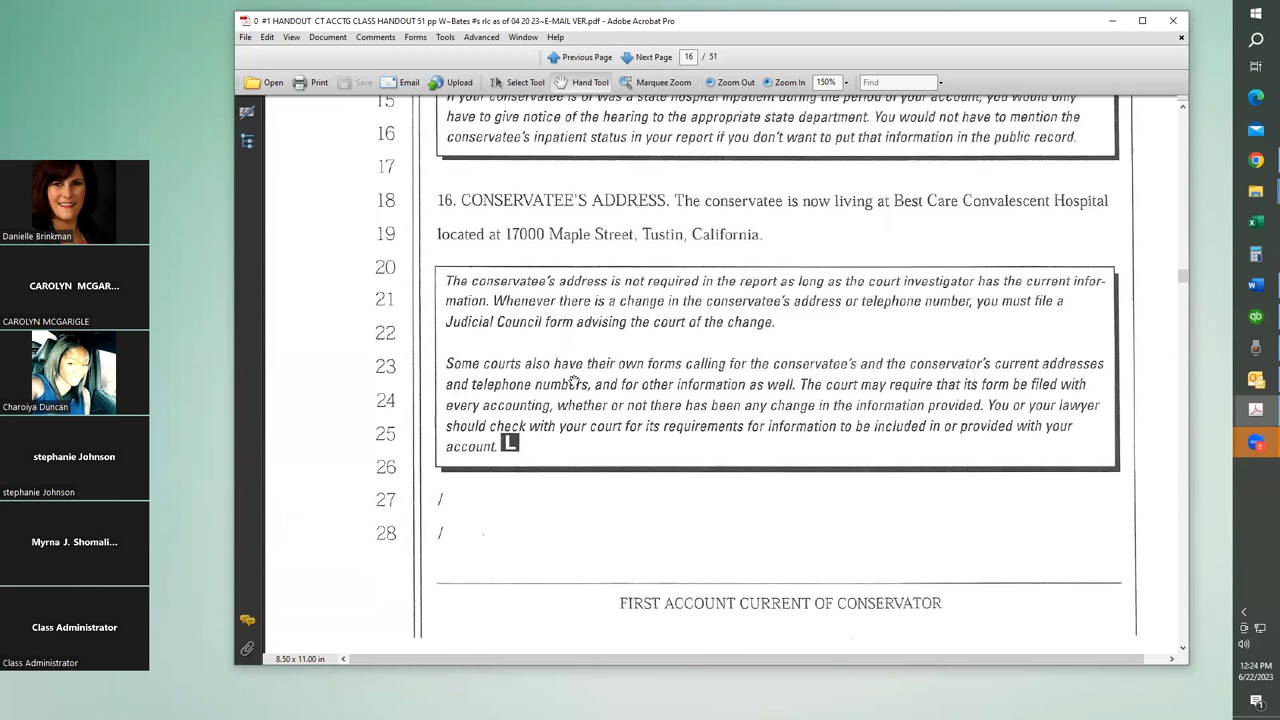 0 #1 HANDOUT CT ACCTG CLASS HANDOUT 51 pp W~Bates #s rlc as of 04 20 23~E-MAIL VER.pdf - Adobe Acrobat Pro
File Edit View Document Comments Forms Tools Advanced Window Help
Previous Page Next Page 16 / 51
Open Print Save Email Upload Select Tool Hand Tool Marquee Zoom Zoom Out Zoom In 150% Find
15 If your conservatee is or was a state hospital inpatient during the period of your account, you would only
16 have to give notice of the hearing to the appropriate state department. You would not have to mention the
conservatee's inpatient status in your report if you don't want to put that information in the public record.
17
18 16. CONSERVATEE'S ADDRESS. The conservatee is now living at Best Care Convalescent Hospital
19 located at 17000 Maple Street, Tustin, California.
20
The conservatee's address is not required in the report as long as the court investigator has the current infor-
21 mation. Whenever there is a change in the conservatee's address or telephone number, you must file a
22 Judicial Council form advising the court of the change.
23 Some courts also have their own forms calling for the conservatee's and the conservator's current addresses
and telephone numbers, and for other information as well. The court may require that its form be filed with
24 every accounting, whether or not there has been any change in the information provided. You or your lawyer
25 should check with your court for its requirements for information to be included in or provided with your
account. L
26
27 /
28 /
FIRST ACCOUNT CURRENT OF CONSERVATOR
8.50 x 11.00 in
Danielle Brinkman
CAROLYN MCGAR...
CAROLYN MCGARIGLE
Charoiya Duncan
stephanie Johnson
stephanie Johnson
Myrna J. Shomali...
Class Administrator
Class Administrator
12:24 PM
6/22/2023